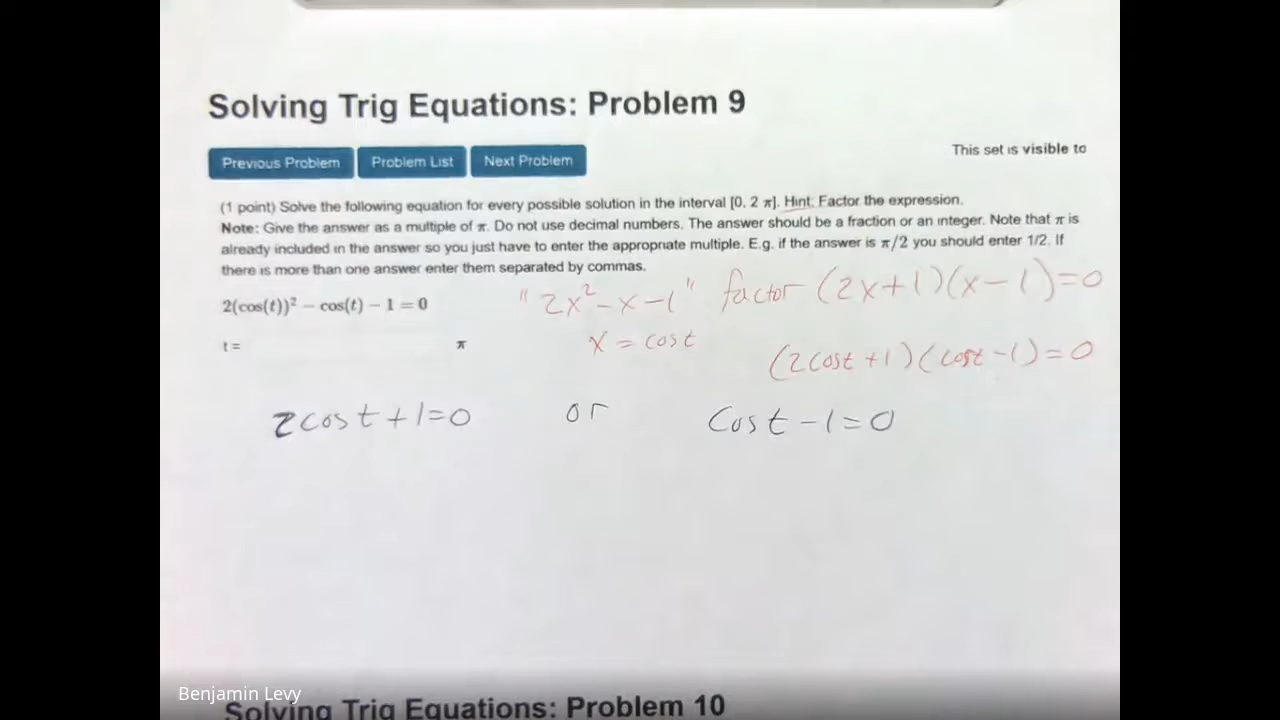 Solving Trig Equations: Problem 9
Previous Problem Problem List Next Problem
This set is visible to
(1 point) Solve the following equation for every possible solution in the interval [0, 2 π]. Hint: Factor the expression.
Note: Give the answer as a multiple of π. Do not use decimal numbers. The answer should be a fraction or an integer. Note that π is
already included in the answer so you just have to enter the appropriate multiple. E.g. if the answer is π/2 you should enter 1/2. If
there is more than one answer enter them separated by commas.
2(cos(t))² − cos(t) − 1 = 0
"2x²-x-1" factor (2x+1)(x-1)=0
t = π
x = cost
(2cost+1)(cost-1)=0
2cost+1=0 or cost-1=0
Benjamin Levy
Solving Trig Equations: Problem 10